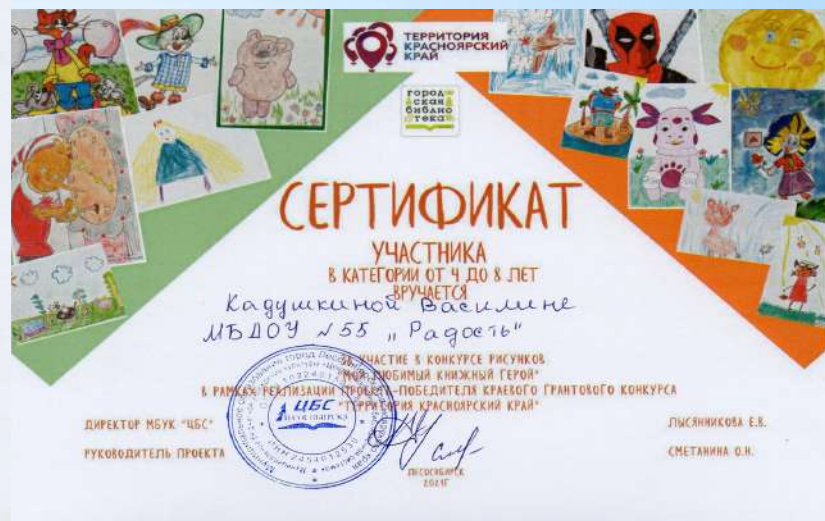 ТЕРРИТОРИЯ
КРАСНОЯРСКИЙ
КРАЙ
город
ская
библио
тека
СЕРТИФИКАТ
УЧАСТНИКА
В КАТЕГОРИИ ОТ 4 ДО 8 ЛЕТ
ВРУЧАЕТСЯ
Кадушкиной Василине
МБДОУ №55 „Радость"
ЗА УЧАСТИЕ В КОНКУРСЕ РИСУНКОВ
"МОЙ ЛЮБИМЫЙ КНИЖНЫЙ ГЕРОЙ"
В РАМКАХ РЕАЛИЗАЦИИ ПРОЕКТА-ПОБЕДИТЕЛЯ КРАЕВОГО ГРАНТОВОГО КОНКУРСА
"ТЕРРИТОРИЯ КРАСНОЯРСКИЙ КРАЙ"
ЦБС
ЛЕСОСИБИРСКА
ДИРЕКТОР МБУК "ЦБС"
ЛЫСЯННИКОВА Е.В.
РУКОВОДИТЕЛЬ ПРОЕКТА
СМЕТАНИНА О.Н.
ЛЕСОСИБИРСК
2021Г